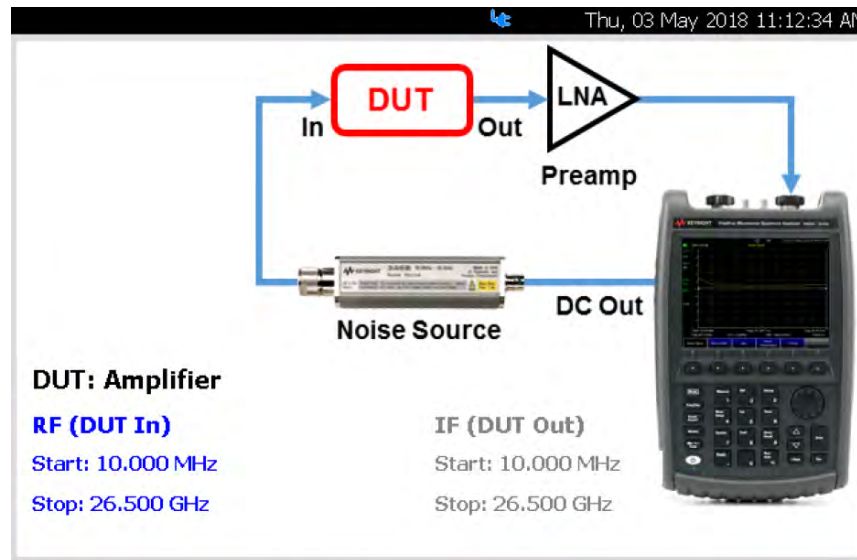 Thu, 03 May 2018 11:12:34 AM
DUT
LNA
In
Out
Preamp
KEYSIGHT
KEYSIGHT
Noise Source
DC Out
DUT: Amplifier
RF (DUT In)
IF (DUT Out)
Start: 10.000 MHz
Start: 10.000 MHz
Stop: 26.500 GHz
Stop: 26.500 GHz